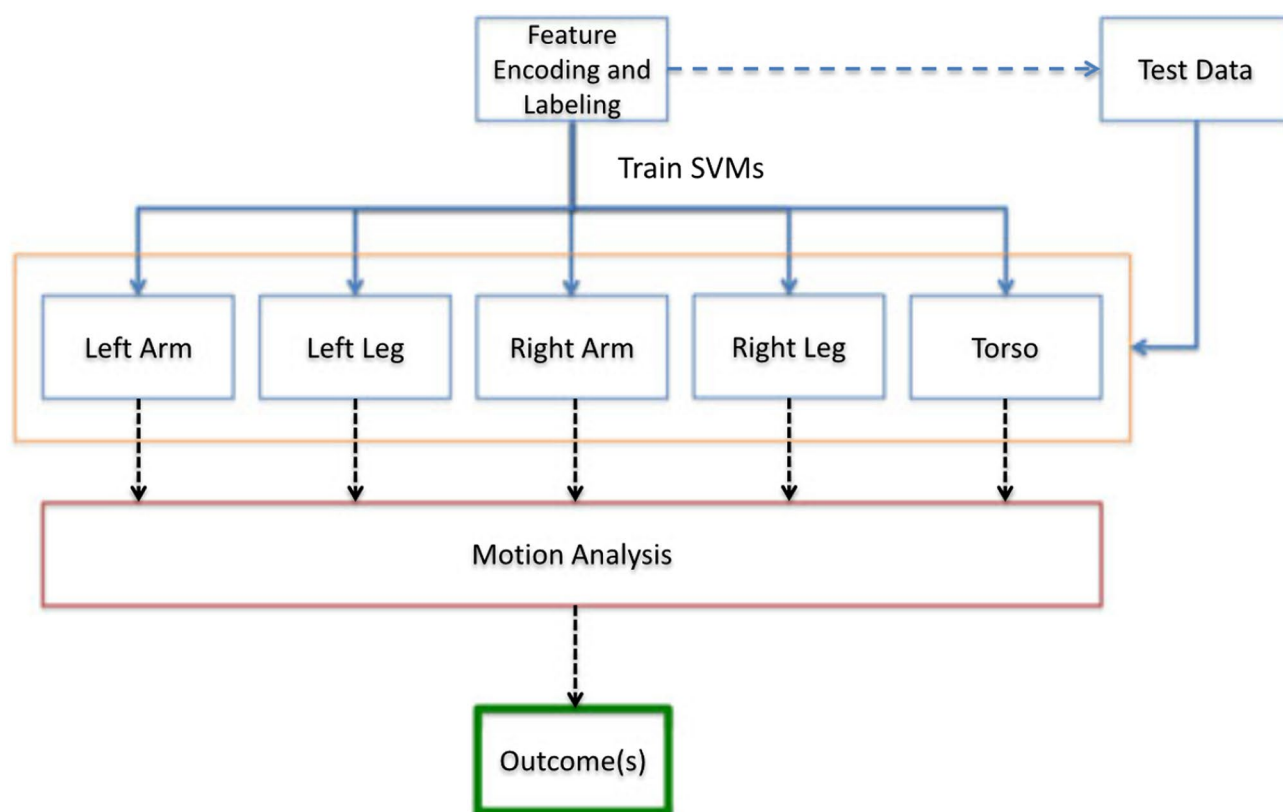 Feature
Encoding and
Labeling
Test Data
Train SVMs
Left Arm
Left Leg
Right Arm
Right Leg
Torso
Motion Analysis
Outcome(s)